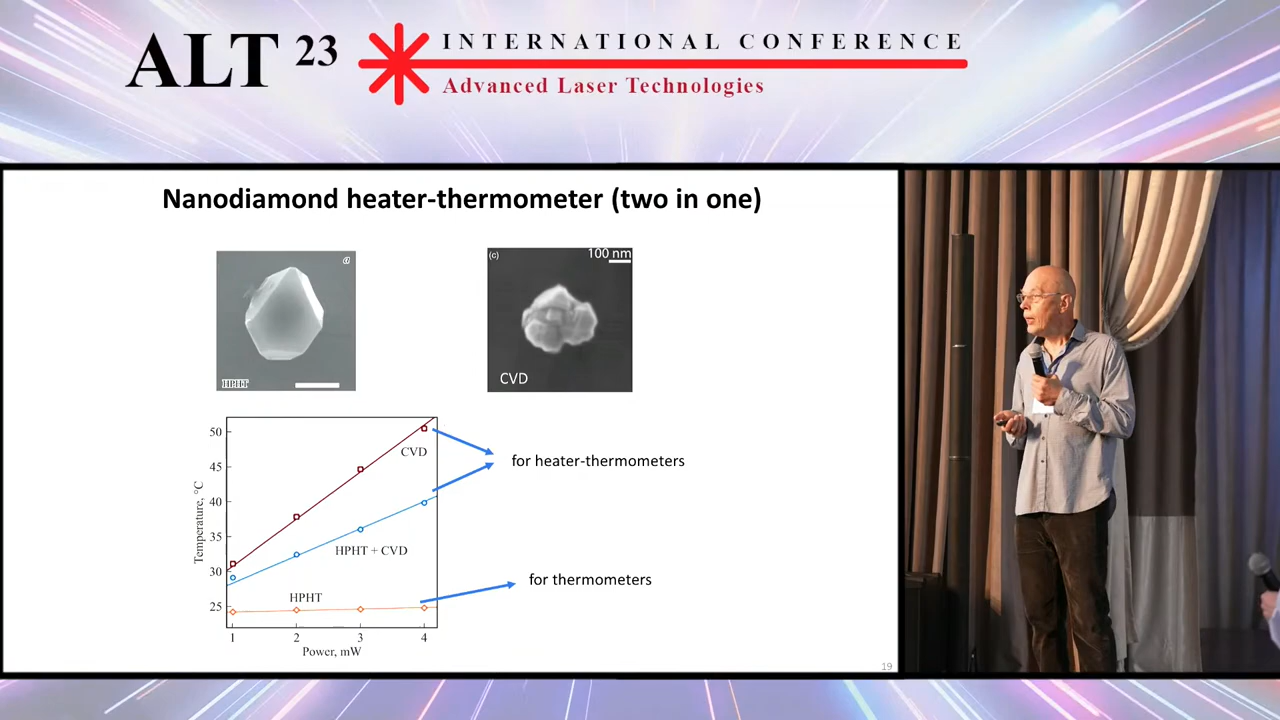 ALT 23
INTERNATIONAL CONFERENCE
Advanced Laser Technologies
Nanodiamond heater-thermometer (two in one)
HPHT
(c)
100 nm
CVD
50
45
40
35
30
25
Temperature, °C
CVD
HPHT + CVD
HPHT
1
2
3
4
Power, mW
for heater-thermometers
for thermometers
19